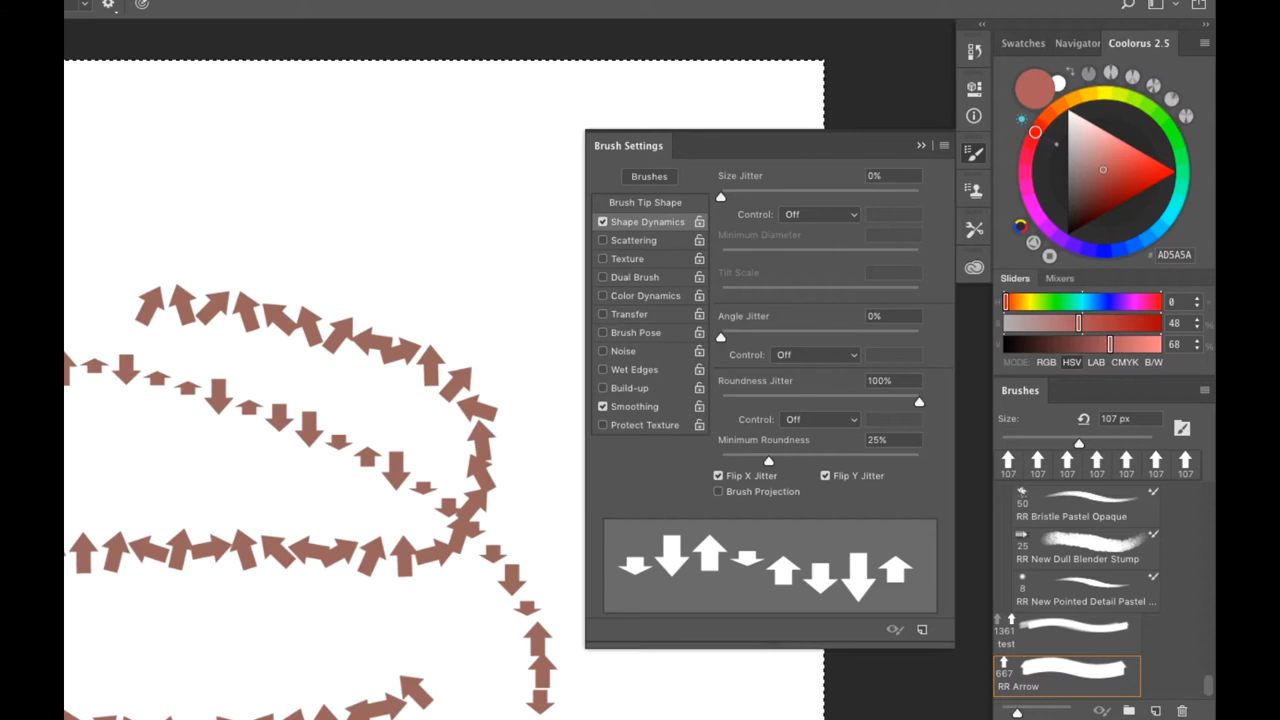 Swatches Navigator Coolorus 2.5
Brush Settings
Brushes
Brush Tip Shape
Shape Dynamics
Scattering
Texture
Dual Brush
Color Dynamics
Transfer
Brush Pose
Noise
Wet Edges
Build-up
Smoothing
Protect Texture
Size Jitter 0%
Control: Off
Minimum Diameter
Tilt Scale
Angle Jitter 0%
Control: Off
Roundness Jitter 100%
Control: Off
Minimum Roundness 25%
Flip X Jitter Flip Y Jitter
Brush Projection
# AD5A5A
Sliders Mixers
H 0 °
S 48 %
V 68 %
MODE: RGB HSV LAB CMYK B/W
Brushes
Size: 107 px
107 107 107 107 107 107 107
50
RR Bristle Pastel Opaque
25
RR New Dull Blender Stump
8
RR New Pointed Detail Pastel ...
1361
test
667
RR Arrow